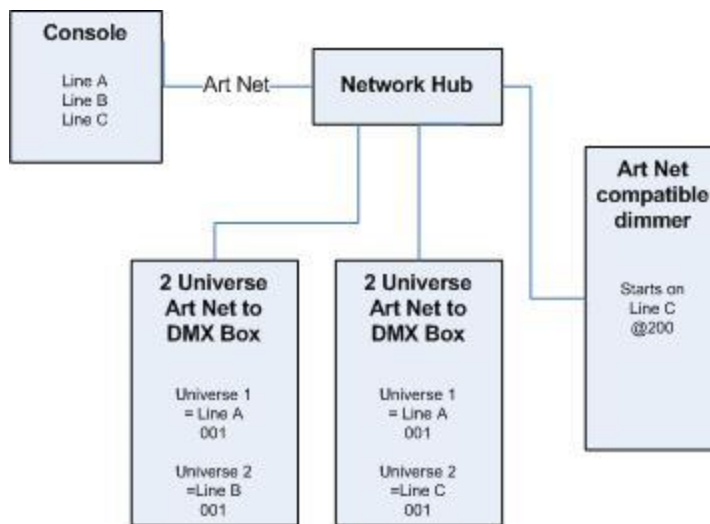 Console
Line A
Line B
Line C
Art Net
Network Hub
Art Net
compatible
dimmer
Starts on
Line C
@200
2 Universe
Art Net to
DMX Box
Universe 1
= Line A
001
Universe 2
=Line B
001
2 Universe
Art Net to
DMX Box
Universe 1
= Line A
001
Universe 2
=Line C
001